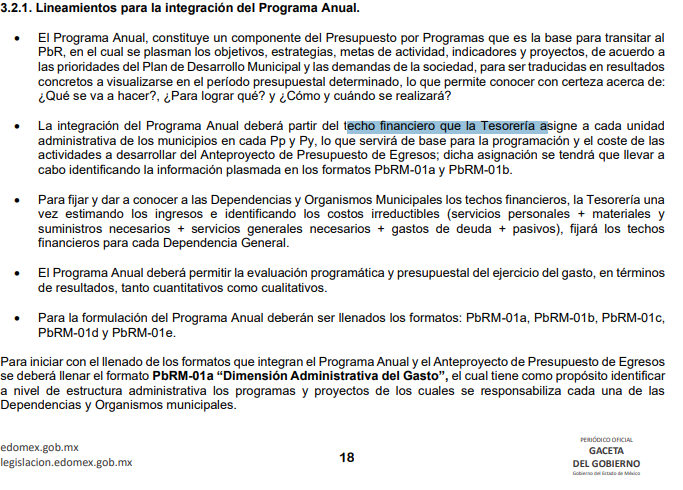 3.2.1. Lineamientos para la integración del Programa Anual.
• El Programa Anual, constituye un componente del Presupuesto por Programas que es la base para transitar al
PbR, en el cual se plasman los objetivos, estrategias, metas de actividad, indicadores y proyectos, de acuerdo a
las prioridades del Plan de Desarrollo Municipal y las demandas de la sociedad, para ser traducidas en resultados
concretos a visualizarse en el período presupuestal determinado, lo que permite conocer con certeza acerca de:
¿Qué se va a hacer?, ¿Para lograr qué? y ¿Cómo y cuándo se realizará?
• La integración del Programa Anual deberá partir del techo financiero que la Tesorería asigne a cada unidad
administrativa de los municipios en cada Pp y Py, lo que servirá de base para la programación y el coste de las
actividades a desarrollar del Anteproyecto de Presupuesto de Egresos; dicha asignación se tendrá que llevar a
cabo identificando la información plasmada en los formatos PbRM-01a y PbRM-01b.
• Para fijar y dar a conocer a las Dependencias y Organismos Municipales los techos financieros, la Tesorería una
vez estimando los ingresos e identificando los costos irreductibles (servicios personales + materiales y
suministros necesarios + servicios generales necesarios + gastos de deuda + pasivos), fijará los techos
financieros para cada Dependencia General.
• El Programa Anual deberá permitir la evaluación programática y presupuestal del ejercicio del gasto, en términos
de resultados, tanto cuantitativos como cualitativos.
• Para la formulación del Programa Anual deberán ser llenados los formatos: PbRM-01a, PbRM-01b, PbRM-01c,
PbRM-01d y PbRM-01e.
Para iniciar con el llenado de los formatos que integran el Programa Anual y el Anteproyecto de Presupuesto de Egresos
se deberá llenar el formato PbRM-01a “Dimensión Administrativa del Gasto”, el cual tiene como propósito identificar
a nivel de estructura administrativa los programas y proyectos de los cuales se responsabiliza cada una de las
Dependencias y Organismos municipales.
edomex.gob.mx
legislacion.edomex.gob.mx
18
PERIÓDICO OFICIAL
GACETA
DEL GOBIERNO
Gobierno del Estado de México